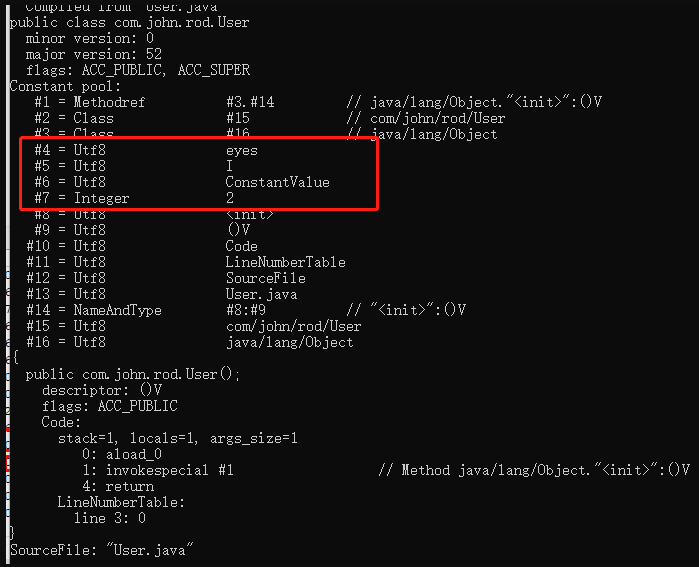 Compiled from "User.java"
public class com.john.rod.User
  minor version: 0
  major version: 52
  flags: ACC_PUBLIC, ACC_SUPER
Constant pool:
   #1 = Methodref          #3.#14         // java/lang/Object."<init>":()V
   #2 = Class              #15            // com/john/rod/User
   #3 = Class              #16            // java/lang/Object
   #4 = Utf8               eyes
   #5 = Utf8               I
   #6 = Utf8               ConstantValue
   #7 = Integer            2
   #8 = Utf8               <init>
   #9 = Utf8               ()V
  #10 = Utf8               Code
  #11 = Utf8               LineNumberTable
  #12 = Utf8               SourceFile
  #13 = Utf8               User.java
  #14 = NameAndType        #8:#9          // "<init>":()V
  #15 = Utf8               com/john/rod/User
  #16 = Utf8               java/lang/Object
{
  public com.john.rod.User();
    descriptor: ()V
    flags: ACC_PUBLIC
    Code:
      stack=1, locals=1, args_size=1
         0: aload_0
         1: invokespecial #1                  // Method java/lang/Object."<init>":()V
         4: return
      LineNumberTable:
        line 3: 0
}
SourceFile: "User.java"